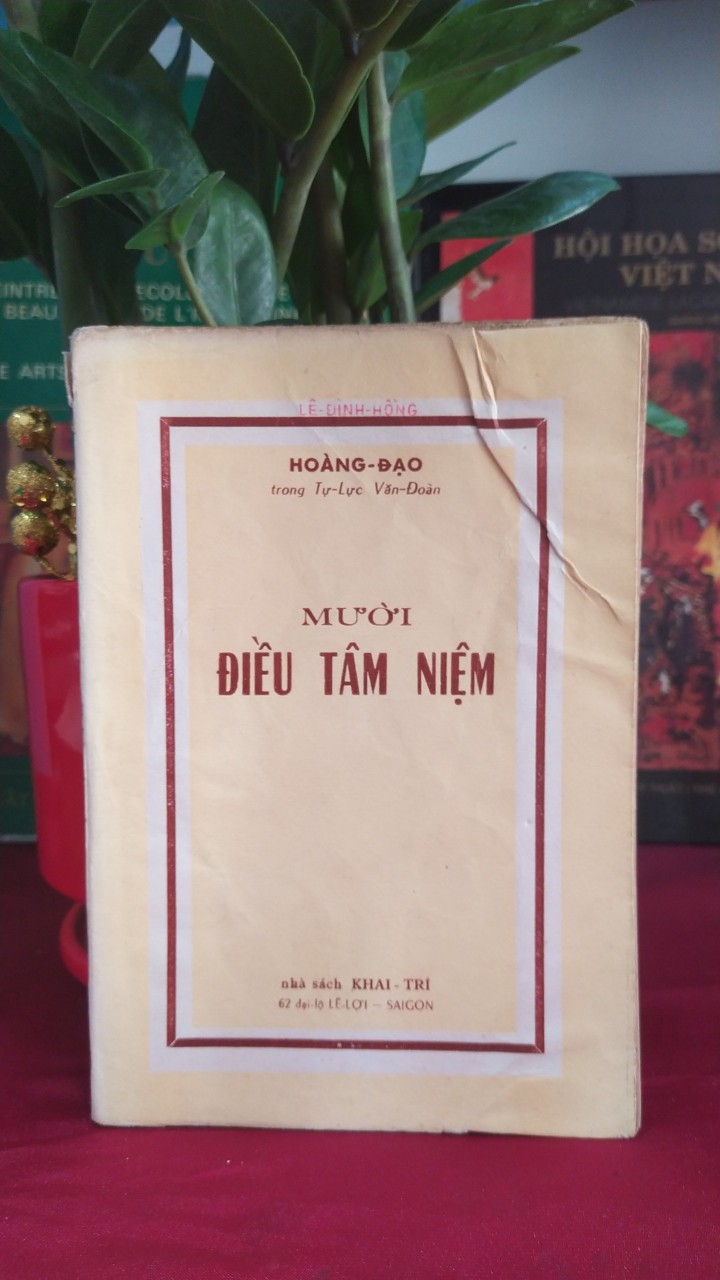 HỘI HỌA
VIỆT
BEAU
ARTS
LÊ-ĐÌNH-HỒNG
HOÀNG-ĐẠO
trong Tự-Lực Văn-Đoàn
MƯỜI
ĐIỀU TÂM NIỆM
nhà sách KHAI-TRÍ
62 đại-lộ LÊ-LỢI — SAIGON